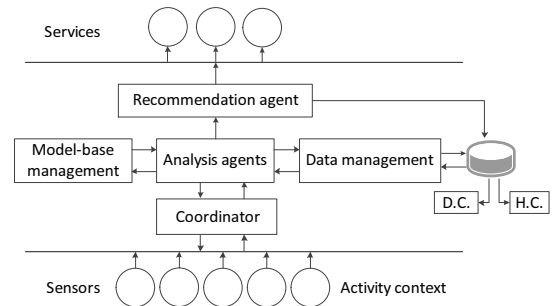 Services
Recommendation agent
Model-base
management
Analysis agents
Data management
D.C.
H.C.
Coordinator
Sensors
Activity context